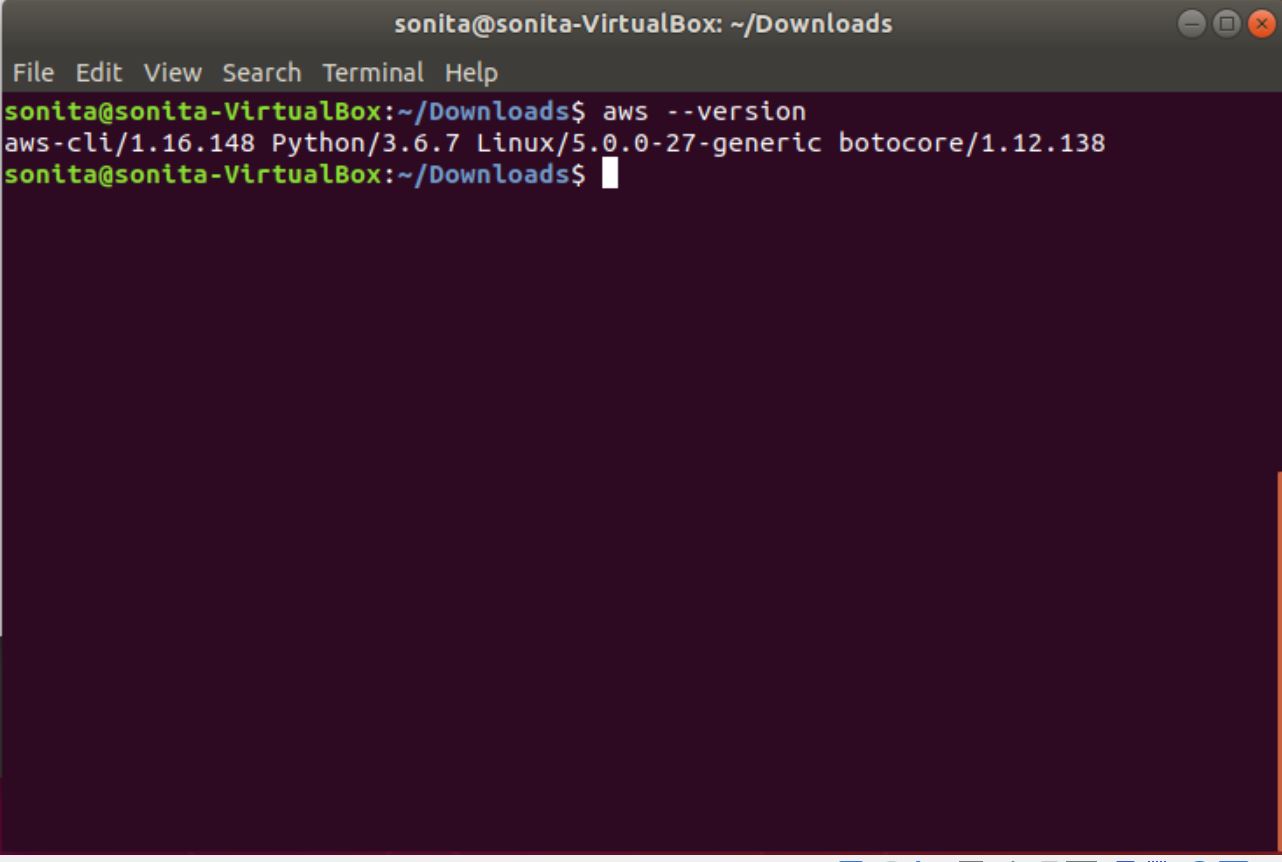 sonita@sonita-VirtualBox: ~/Downloads
File Edit View Search Terminal Help
sonita@sonita-VirtualBox:~/Downloads$ aws --version
aws-cli/1.16.148 Python/3.6.7 Linux/5.0.0-27-generic botocore/1.12.138
sonita@sonita-VirtualBox:~/Downloads$